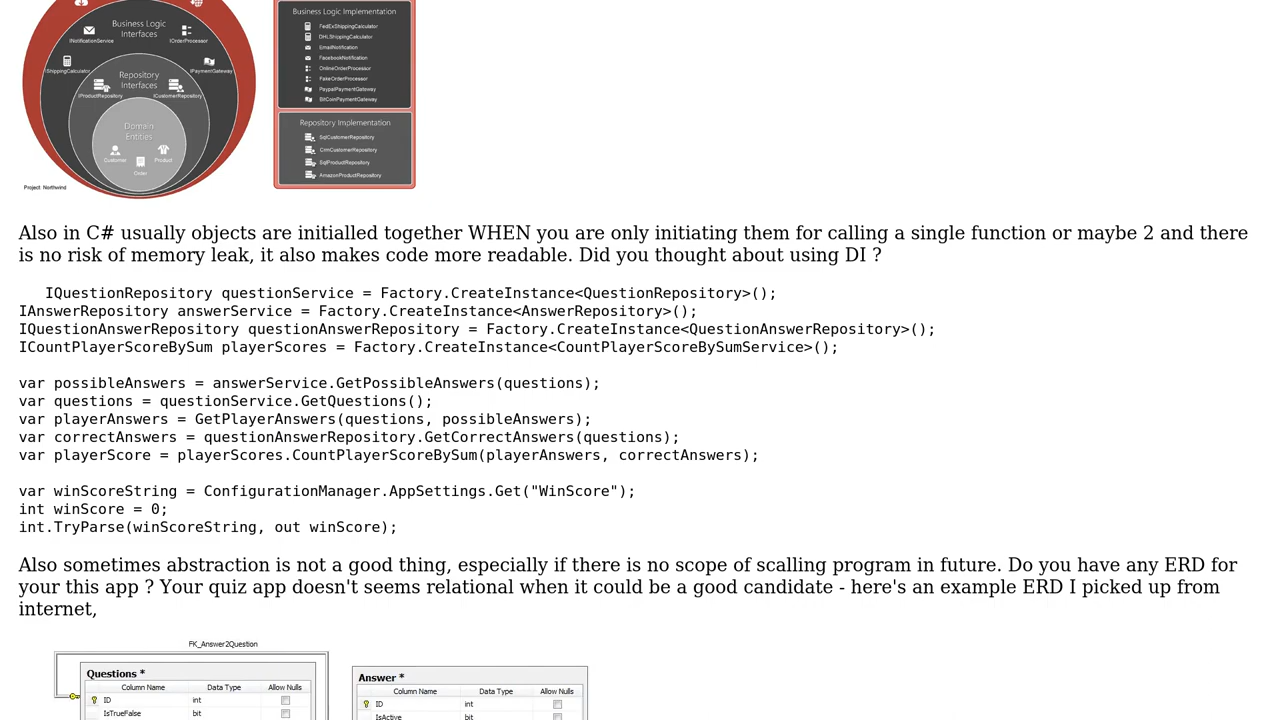 Business Logic
Interfaces
INotificationService
IOrderProcessor
IShippingCalculator
IPaymentGateway
Repository
Interfaces
IProductRepository
ICustomerRepository
Domain
Entities
Customer
Product
Order
Project: Northwind
Business Logic Implementation
FedExShippingCalculator
DHLShippingCalculator
EmailNotification
FacebookNotification
OnlineOrderProcessor
FakeOrderProcessor
PaypalPaymentGateway
BitCoinPaymentGateway
Repository Implementation
SqlCustomerRepository
CrmCustomerRepository
SqlProductRepository
AmazonProductRepository
Also in C# usually objects are initialled together WHEN you are only initiating them for calling a single function or maybe 2 and there
is no risk of memory leak, it also makes code more readable. Did you thought about using DI ?
IQuestionRepository questionService = Factory.CreateInstance<QuestionRepository>();
IAnswerRepository answerService = Factory.CreateInstance<AnswerRepository>();
IQuestionAnswerRepository questionAnswerRepository = Factory.CreateInstance<QuestionAnswerRepository>();
ICountPlayerScoreBySum playerScores = Factory.CreateInstance<CountPlayerScoreBySumService>();
var possibleAnswers = answerService.GetPossibleAnswers(questions);
var questions = questionService.GetQuestions();
var playerAnswers = GetPlayerAnswers(questions, possibleAnswers);
var correctAnswers = questionAnswerRepository.GetCorrectAnswers(questions);
var playerScore = playerScores.CountPlayerScoreBySum(playerAnswers, correctAnswers);
var winScoreString = ConfigurationManager.AppSettings.Get("WinScore");
int winScore = 0;
int.TryParse(winScoreString, out winScore);
Also sometimes abstraction is not a good thing, especially if there is no scope of scalling program in future. Do you have any ERD for
your this app ? Your quiz app doesn't seems relational when it could be a good candidate - here's an example ERD I picked up from
internet,
FK_Answer2Question
Questions *
Column Name Data Type Allow Nulls
ID int
IsTrueFalse bit
Answer *
Column Name Data Type Allow Nulls
ID int
IsActive bit